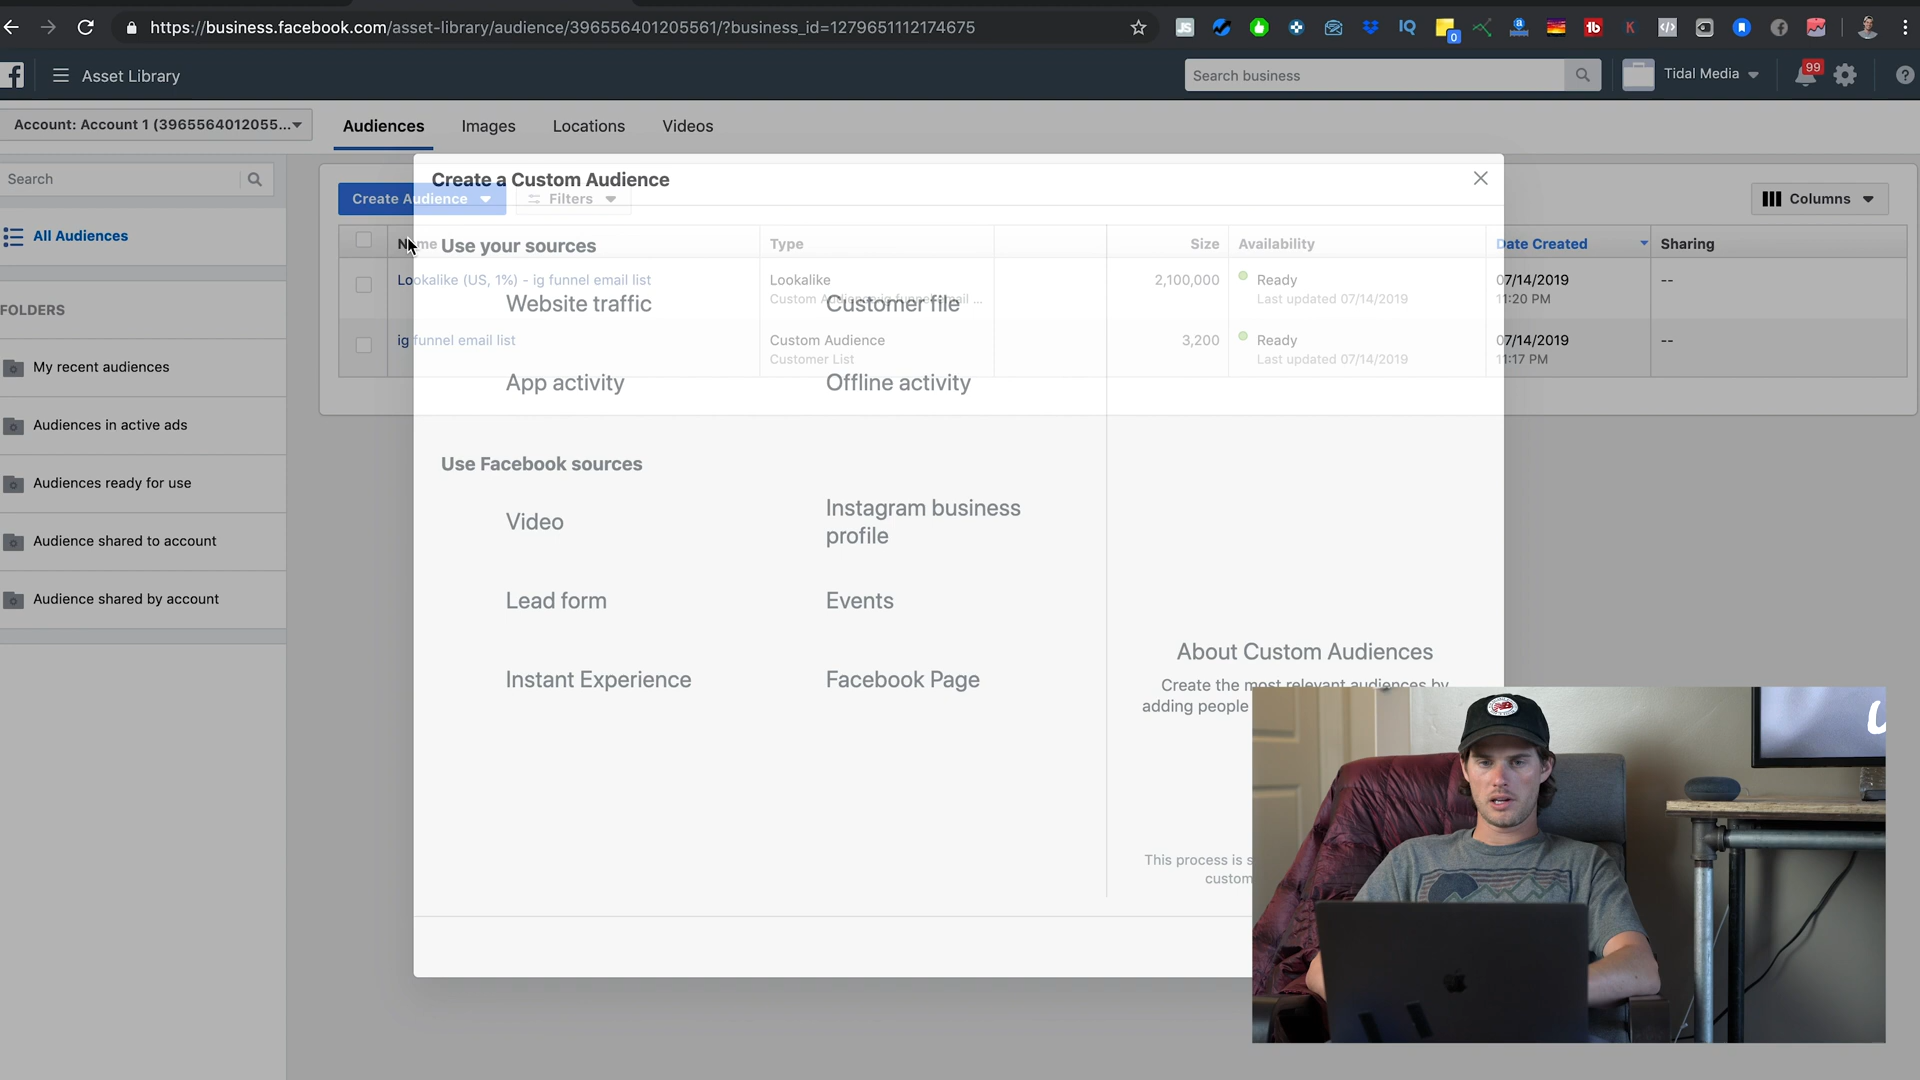 https://business.facebook.com/asset-library/audience/396556401205561/?business_id=1279651112174675
Asset Library
Search business
Tidal Media
99
Account: Account 1 (3965564012055...
Audiences
Images
Locations
Videos
Search
All Audiences
FOLDERS
My recent audiences
Audiences in active ads
Audiences ready for use
Audience shared to account
Audience shared by account
Create a Custom Audience
Create Audience
Filters
Columns
Name
Type
Size
Availability
Date Created
Sharing
Lookalike (US, 1%) - ig funnel email list
Lookalike
Custom Audience: ig funnel email ...
2,100,000
Ready
Last updated 07/14/2019
07/14/2019
11:20 PM
--
ig funnel email list
Custom Audience
Customer List
3,200
Ready
Last updated 07/14/2019
07/14/2019
11:17 PM
--
Use your sources
Website traffic
Customer file
App activity
Offline activity
Use Facebook sources
Video
Instagram business
profile
Lead form
Events
Instant Experience
Facebook Page
About Custom Audiences
Create the most relevant audiences by
adding people
This process is s
custom